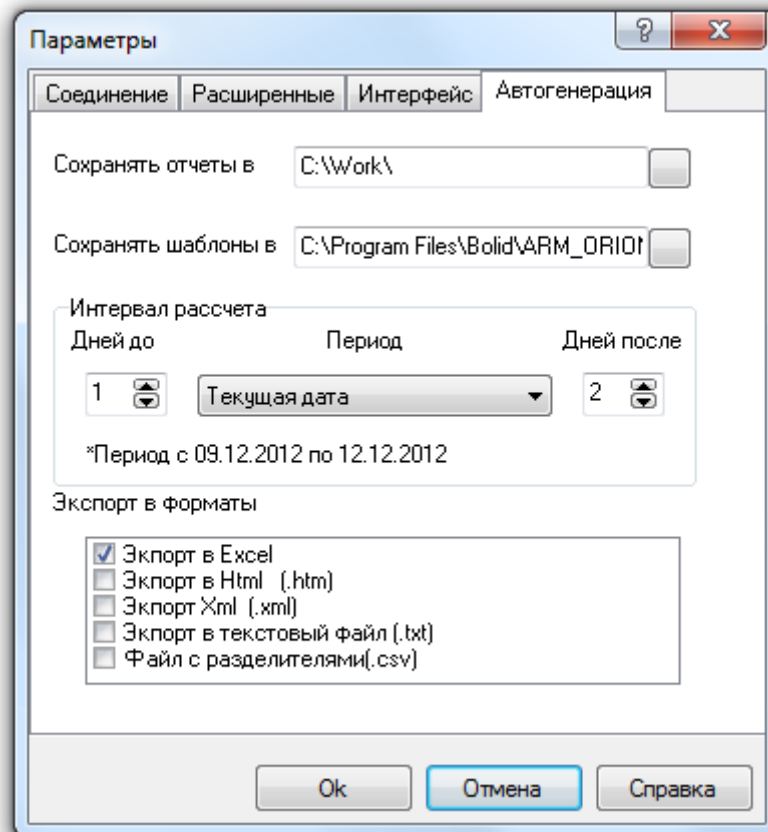 Параметры
?
Соединение Расширенные Интерфейс Автогенерация
Сохранять отчеты в C:\Work\
Сохранять шаблоны в C:\Program Files\Bolid\ARM_ORION
Интервал рассчета
Дней до Период Дней после
1 Текущая дата 2
*Период с 09.12.2012 по 12.12.2012
Экспорт в форматы
Экпорт в Excel
Экпорт в Html (.htm)
Экпорт Xml (.xml)
Экпорт в текстовый файл (.txt)
Файл с разделителями(.csv)
Ok Отмена Справка